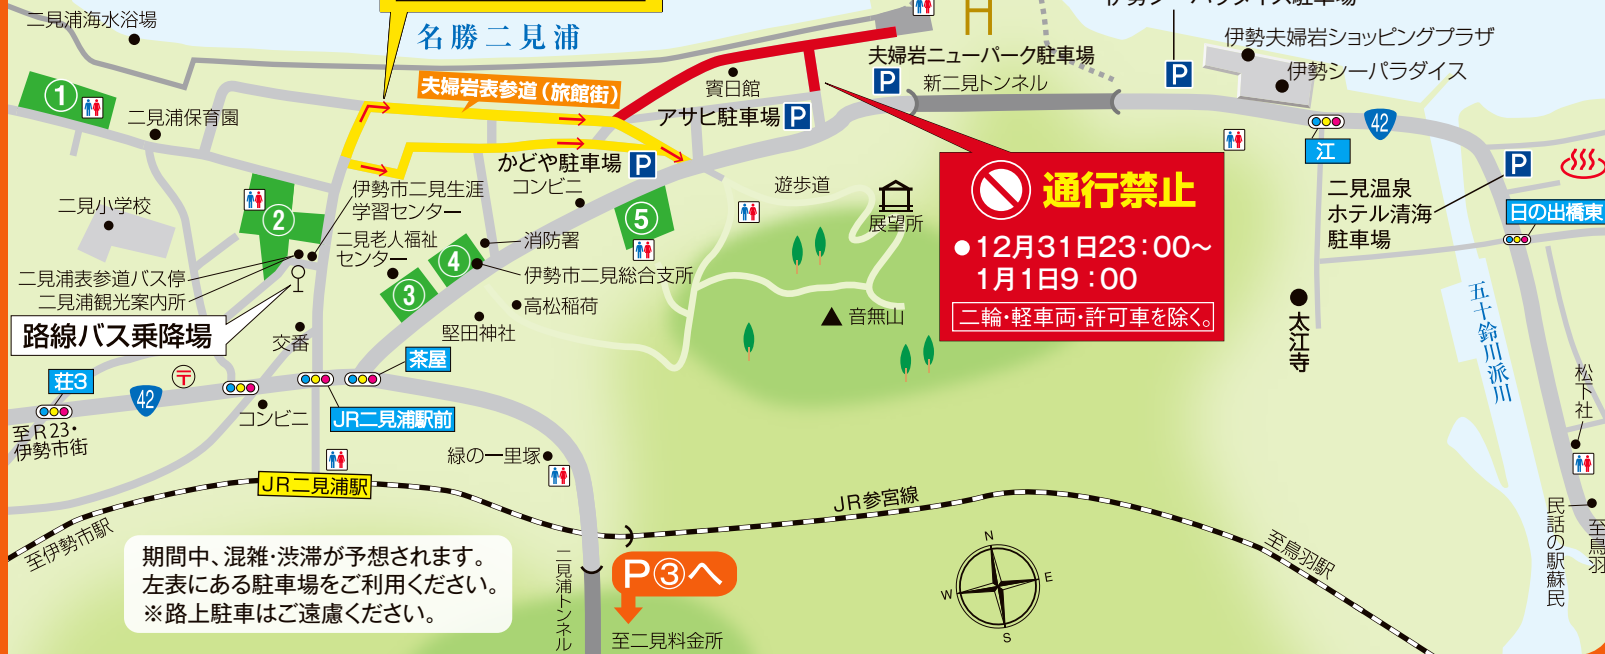 二見浦海水浴場
名勝二見浦
夫婦岩表参道(旅館街)
賓日館
夫婦岩ニューパーク駐車場
P
新二見トンネル
アサヒ駐車場 P
P
伊勢夫婦岩ショッピングプラザ
伊勢シーパラダイス
42
江
①
二見浦保育園
かどや駐車場 P
コンビニ
二見小学校
②
伊勢市二見生涯
学習センター
二見老人福祉
センター
③
④
⑤
消防署
伊勢市二見総合支所
高松稲荷
堅田神社
二見浦表参道バス停
二見浦観光案内所
路線バス乗降場
交番
遊歩道
展望所
音無山
通行禁止
●12月31日23:00~
1月1日9:00
二輪・軽車両・許可車を除く。
二見温泉
ホテル清海
駐車場
P
日の出橋東
太江寺
五十鈴川派川
松下社
民話の駅蘇民
至鳥羽
荘3
42
〒
茶屋
コンビニ
JR二見浦駅前
至R23・
伊勢市街
緑の一里塚
JR二見浦駅
JR参宮線
至伊勢市駅
至鳥羽駅
期間中、混雑・渋滞が予想されます。
左表にある駐車場をご利用ください。
※路上駐車はご遠慮ください。
二見浦トンネル
P③へ
至二見料金所
N
E
W
S
H